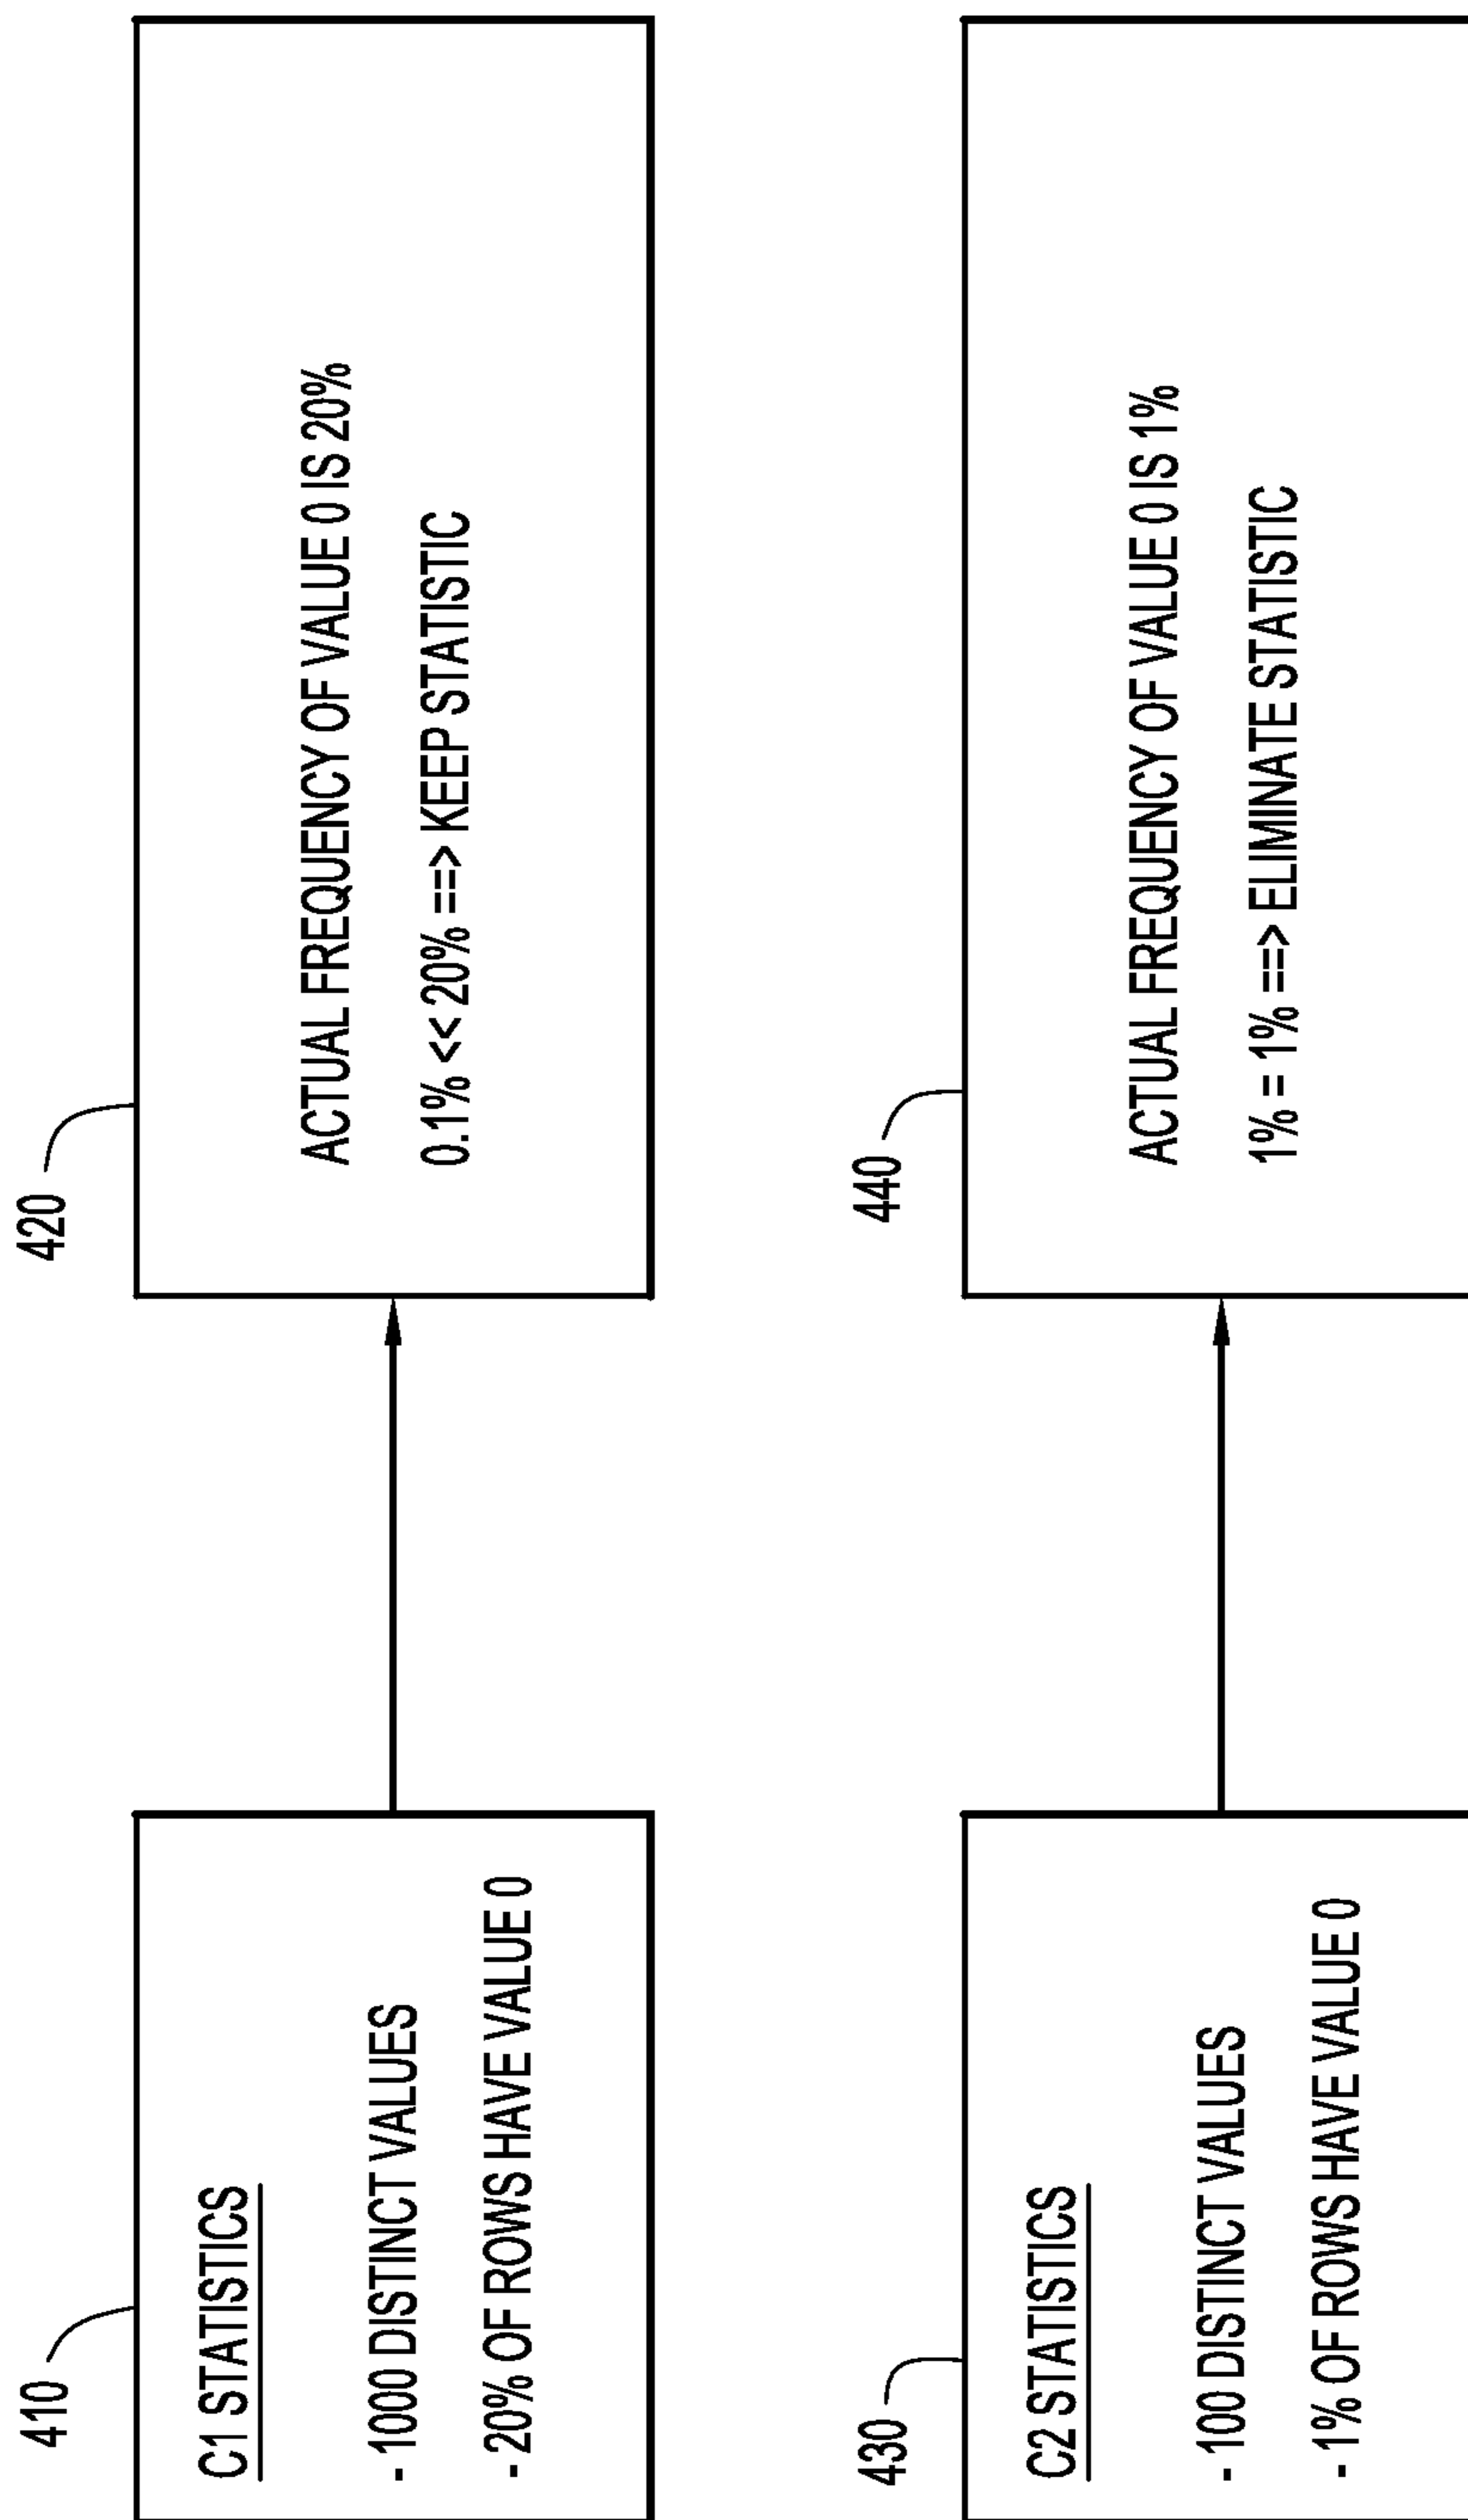 410
C1 STATISTICS
- 1000 DISTINCT VALUES
- 20% OF ROWS HAVE VALUE 0
420
ACTUAL FREQUENCY OF VALUE 0 IS 20%
0.1% << 20% ==> KEEP STATISTIC
430
C2 STATISTICS
- 100 DISTINCT VALUES
- 1% OF ROWS HAVE VALUE 0
440
ACTUAL FREQUENCY OF VALUE 0 IS 1%
1% = 1% ==> ELIMINATE STATISTIC